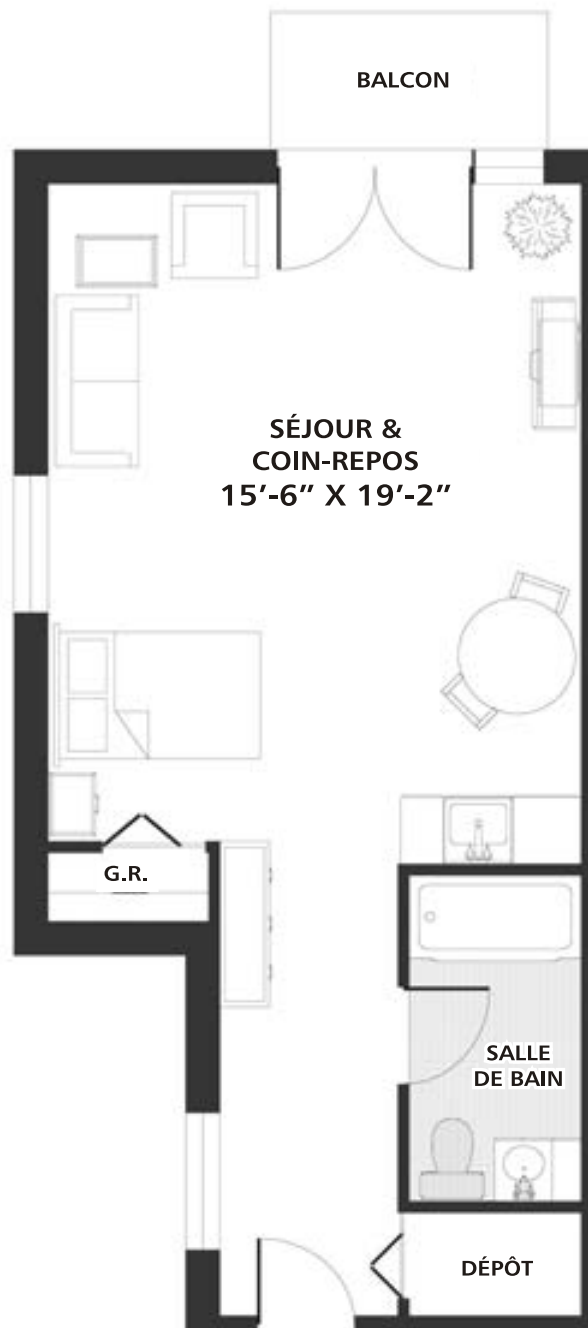 BALCON
SÉJOUR &
COIN-REPOS
15'-6" X 19'-2"
G.R.
SALLE
DE BAIN
DÉPÔT